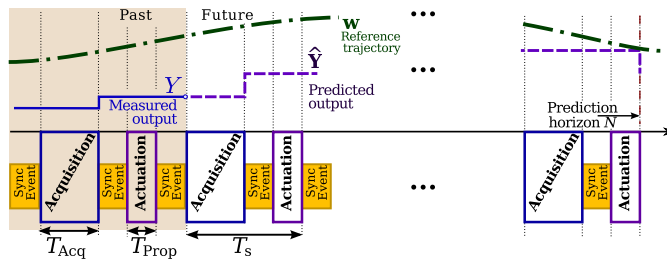 Past Future
•••
w
Reference
trajectory
Ŷ
•••
Y
Predicted
output
Measured
output
Prediction
horizon N
Sync Event
Acquisition
Sync Event
Actuation
Sync Event
Acquisition
Sync Event
Actuation
Sync Event
•••
Acquisition
Sync Event
Actuation
T_Acq
T_Prop
T_s